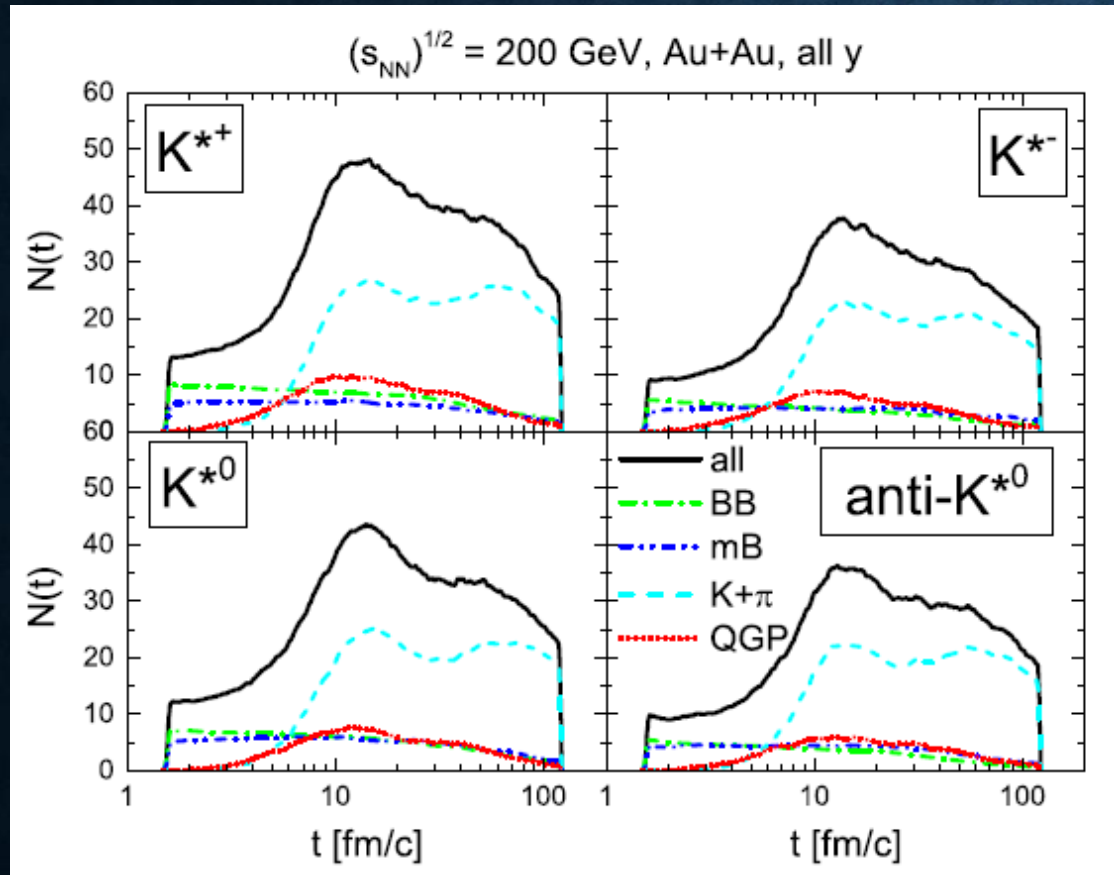 (s_NN)^1/2 = 200 GeV, Au+Au, all y
60
50
40
30
20
10
60
N(t)
K*+
K*-
50
40
30
20
10
0
N(t)
K*0
anti-K*0
all
BB
mB
K+π
QGP
1 10 100 1 10 100
t [fm/c] t [fm/c]